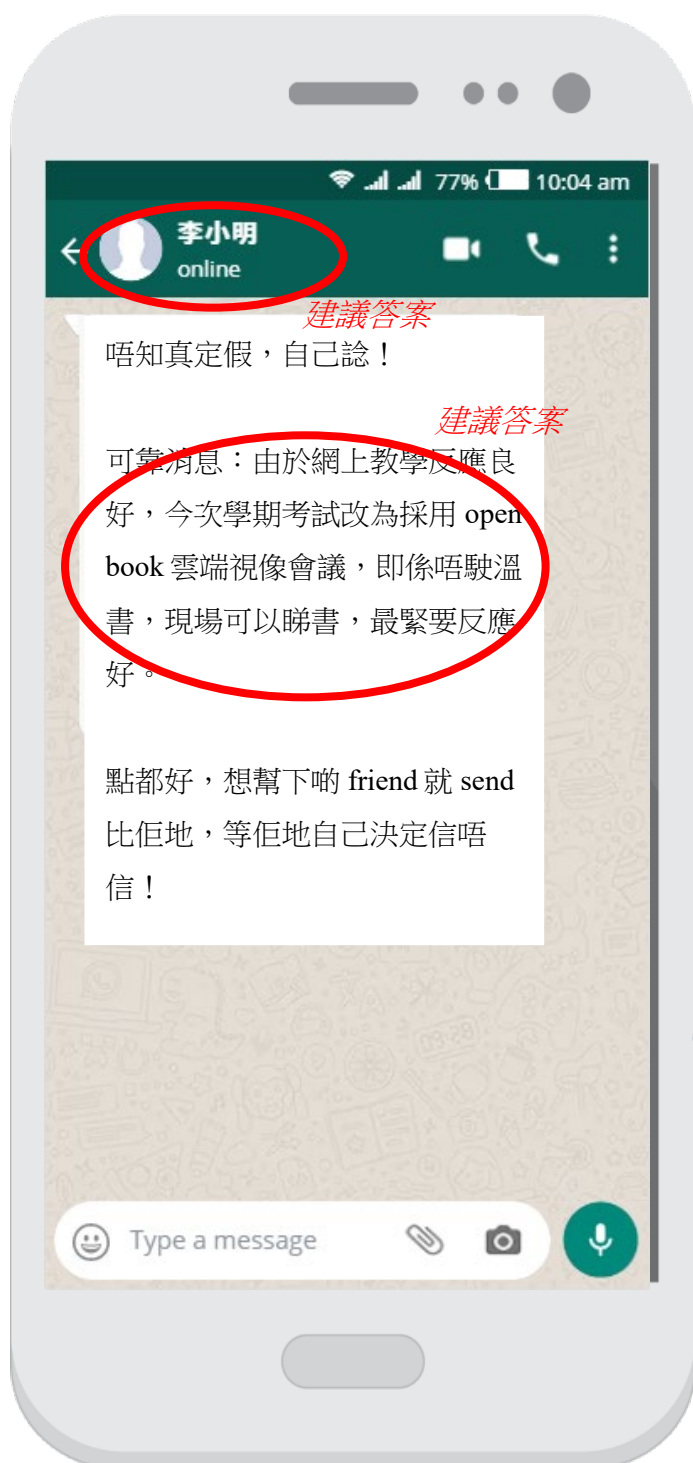 77% 10:04 am
李小明
online
建議答案
唔知真定假，自己諗！
建議答案
可靠消息：由於網上教學反應良
好，今次學期考試改為採用 open
book 雲端視像會議，即係唔駛溫
書，現場可以睇書，最緊要反應
好。
點都好，想幫下啲 friend 就 send
比佢地，等佢地自己決定信唔
信！
Type a message